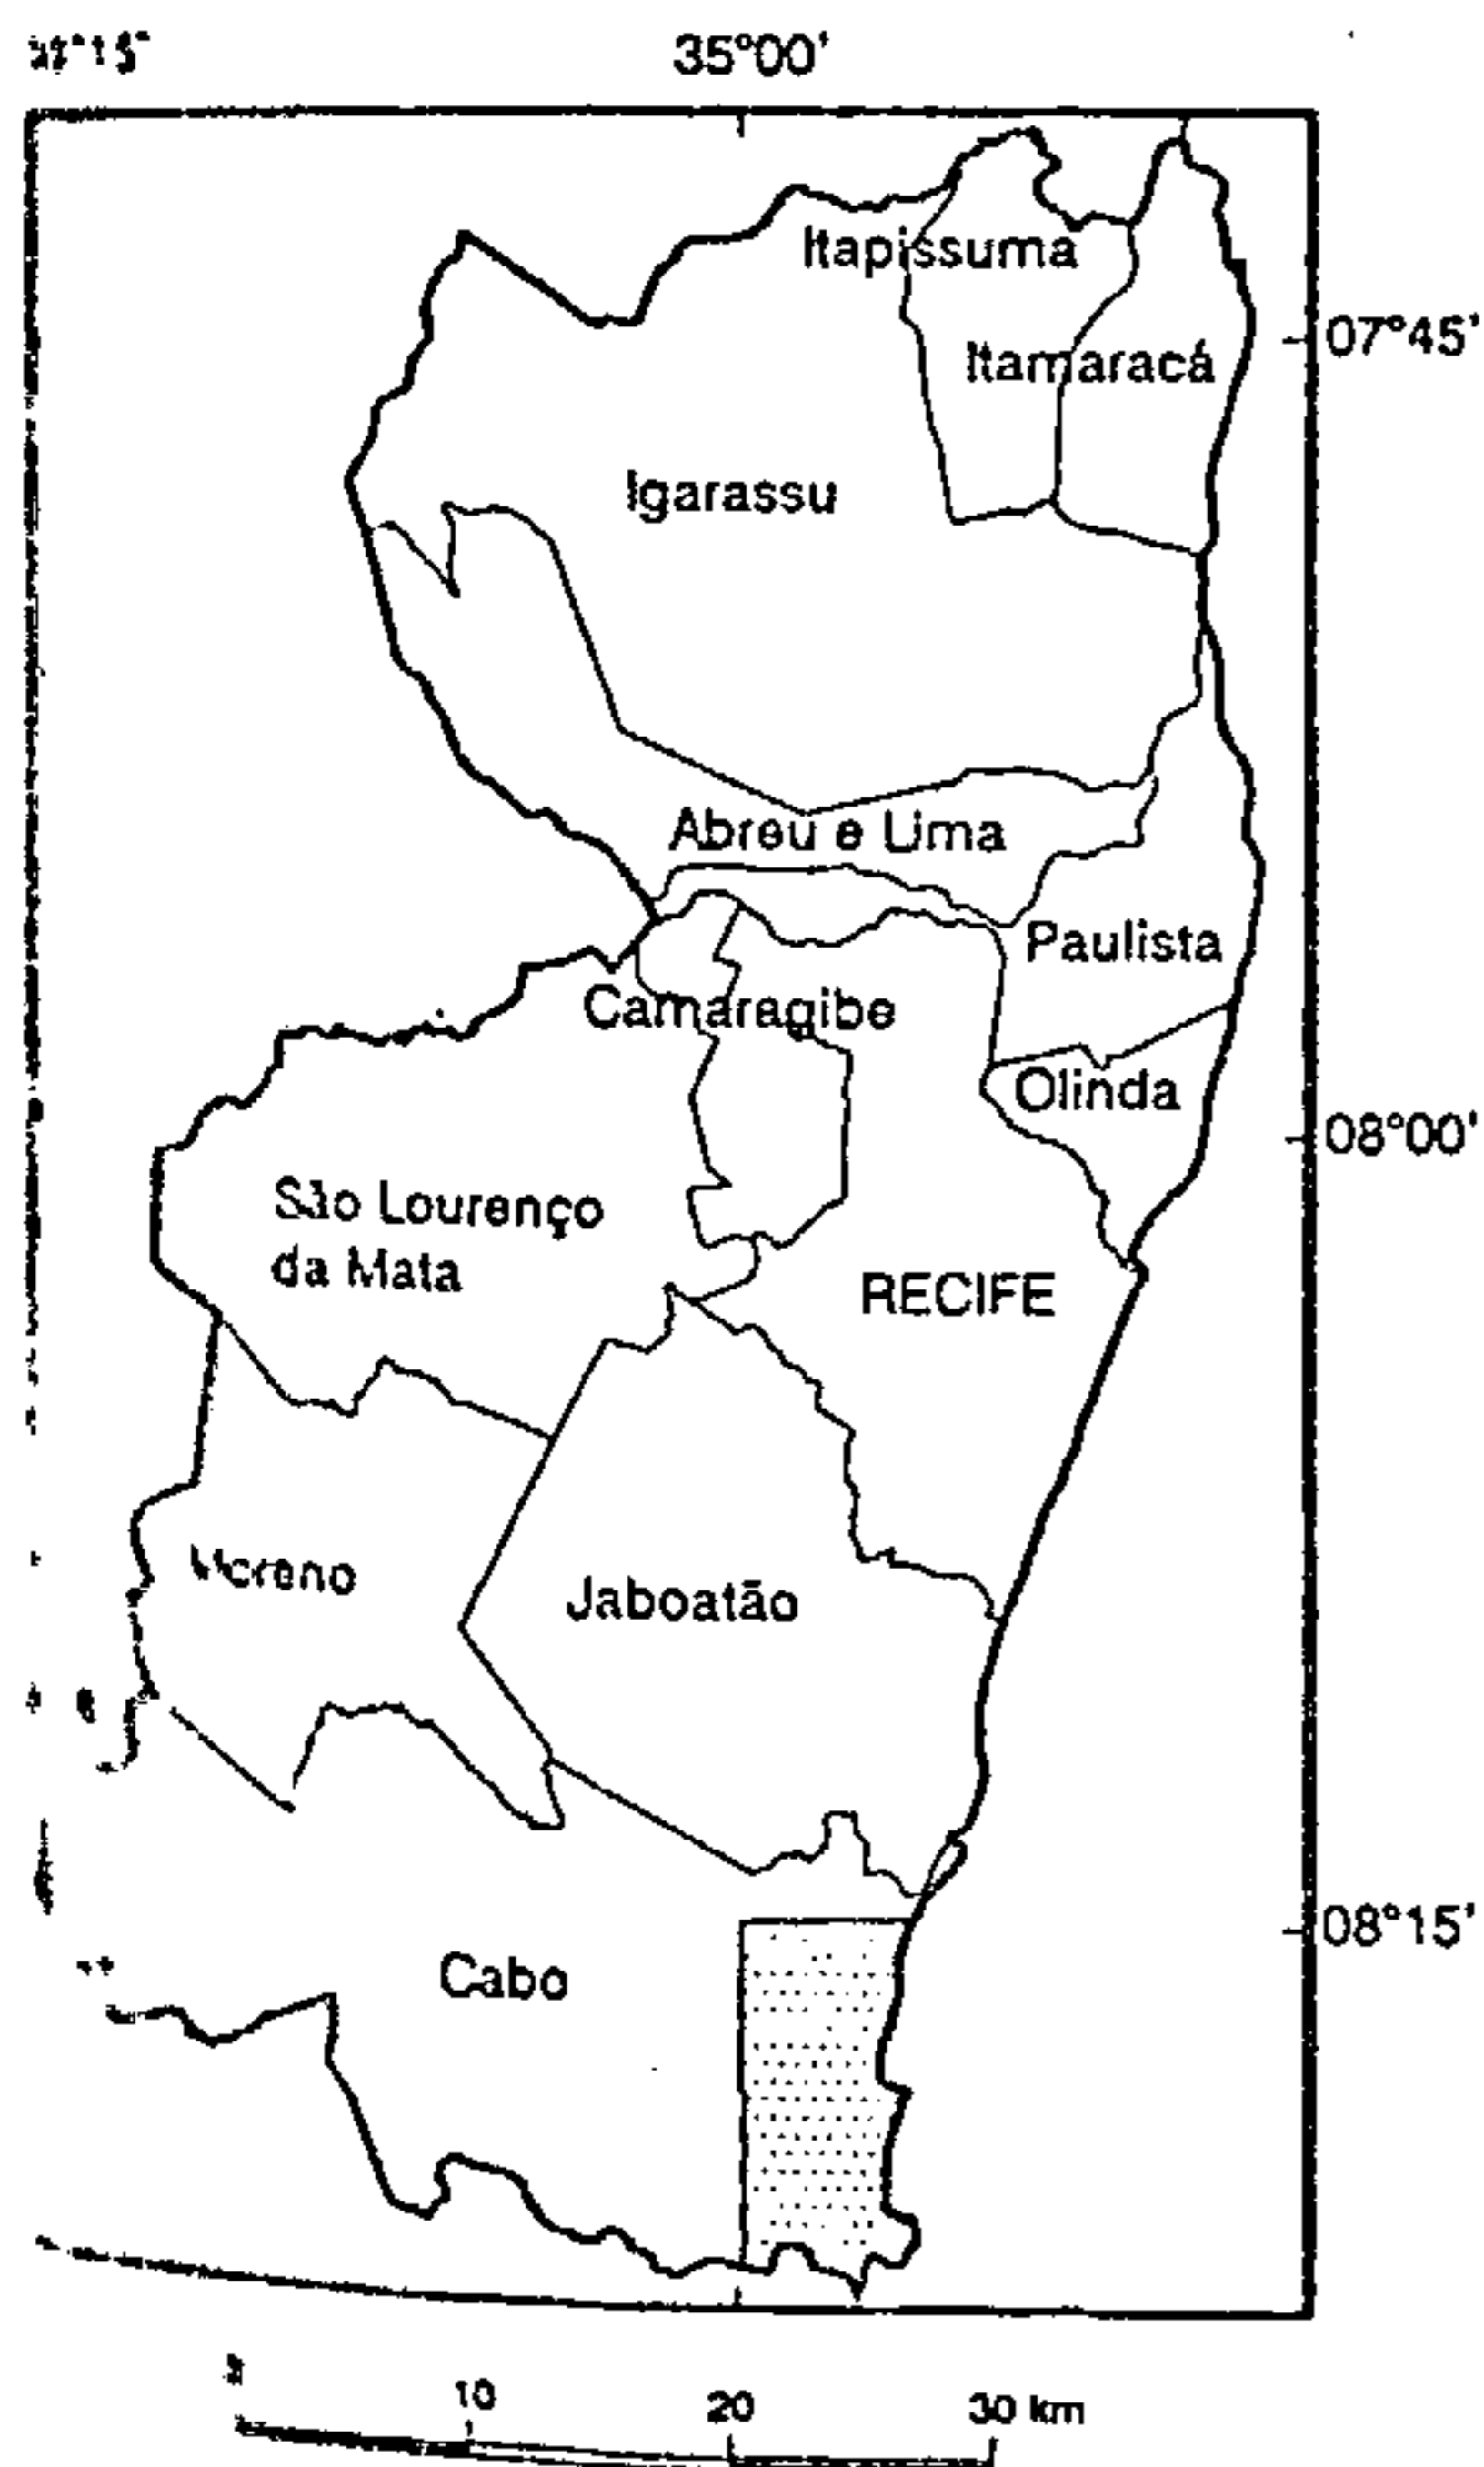 35°00'
Itapissuma
07°45'
Itamaracá
Igarassu
Abreu e Lima
Paulista
Camaragibe
Olinda
08°00'
São Lourenço
da Mata
RECIFE
Moreno
Jaboatão
08°15'
Cabo
10
20
30 km